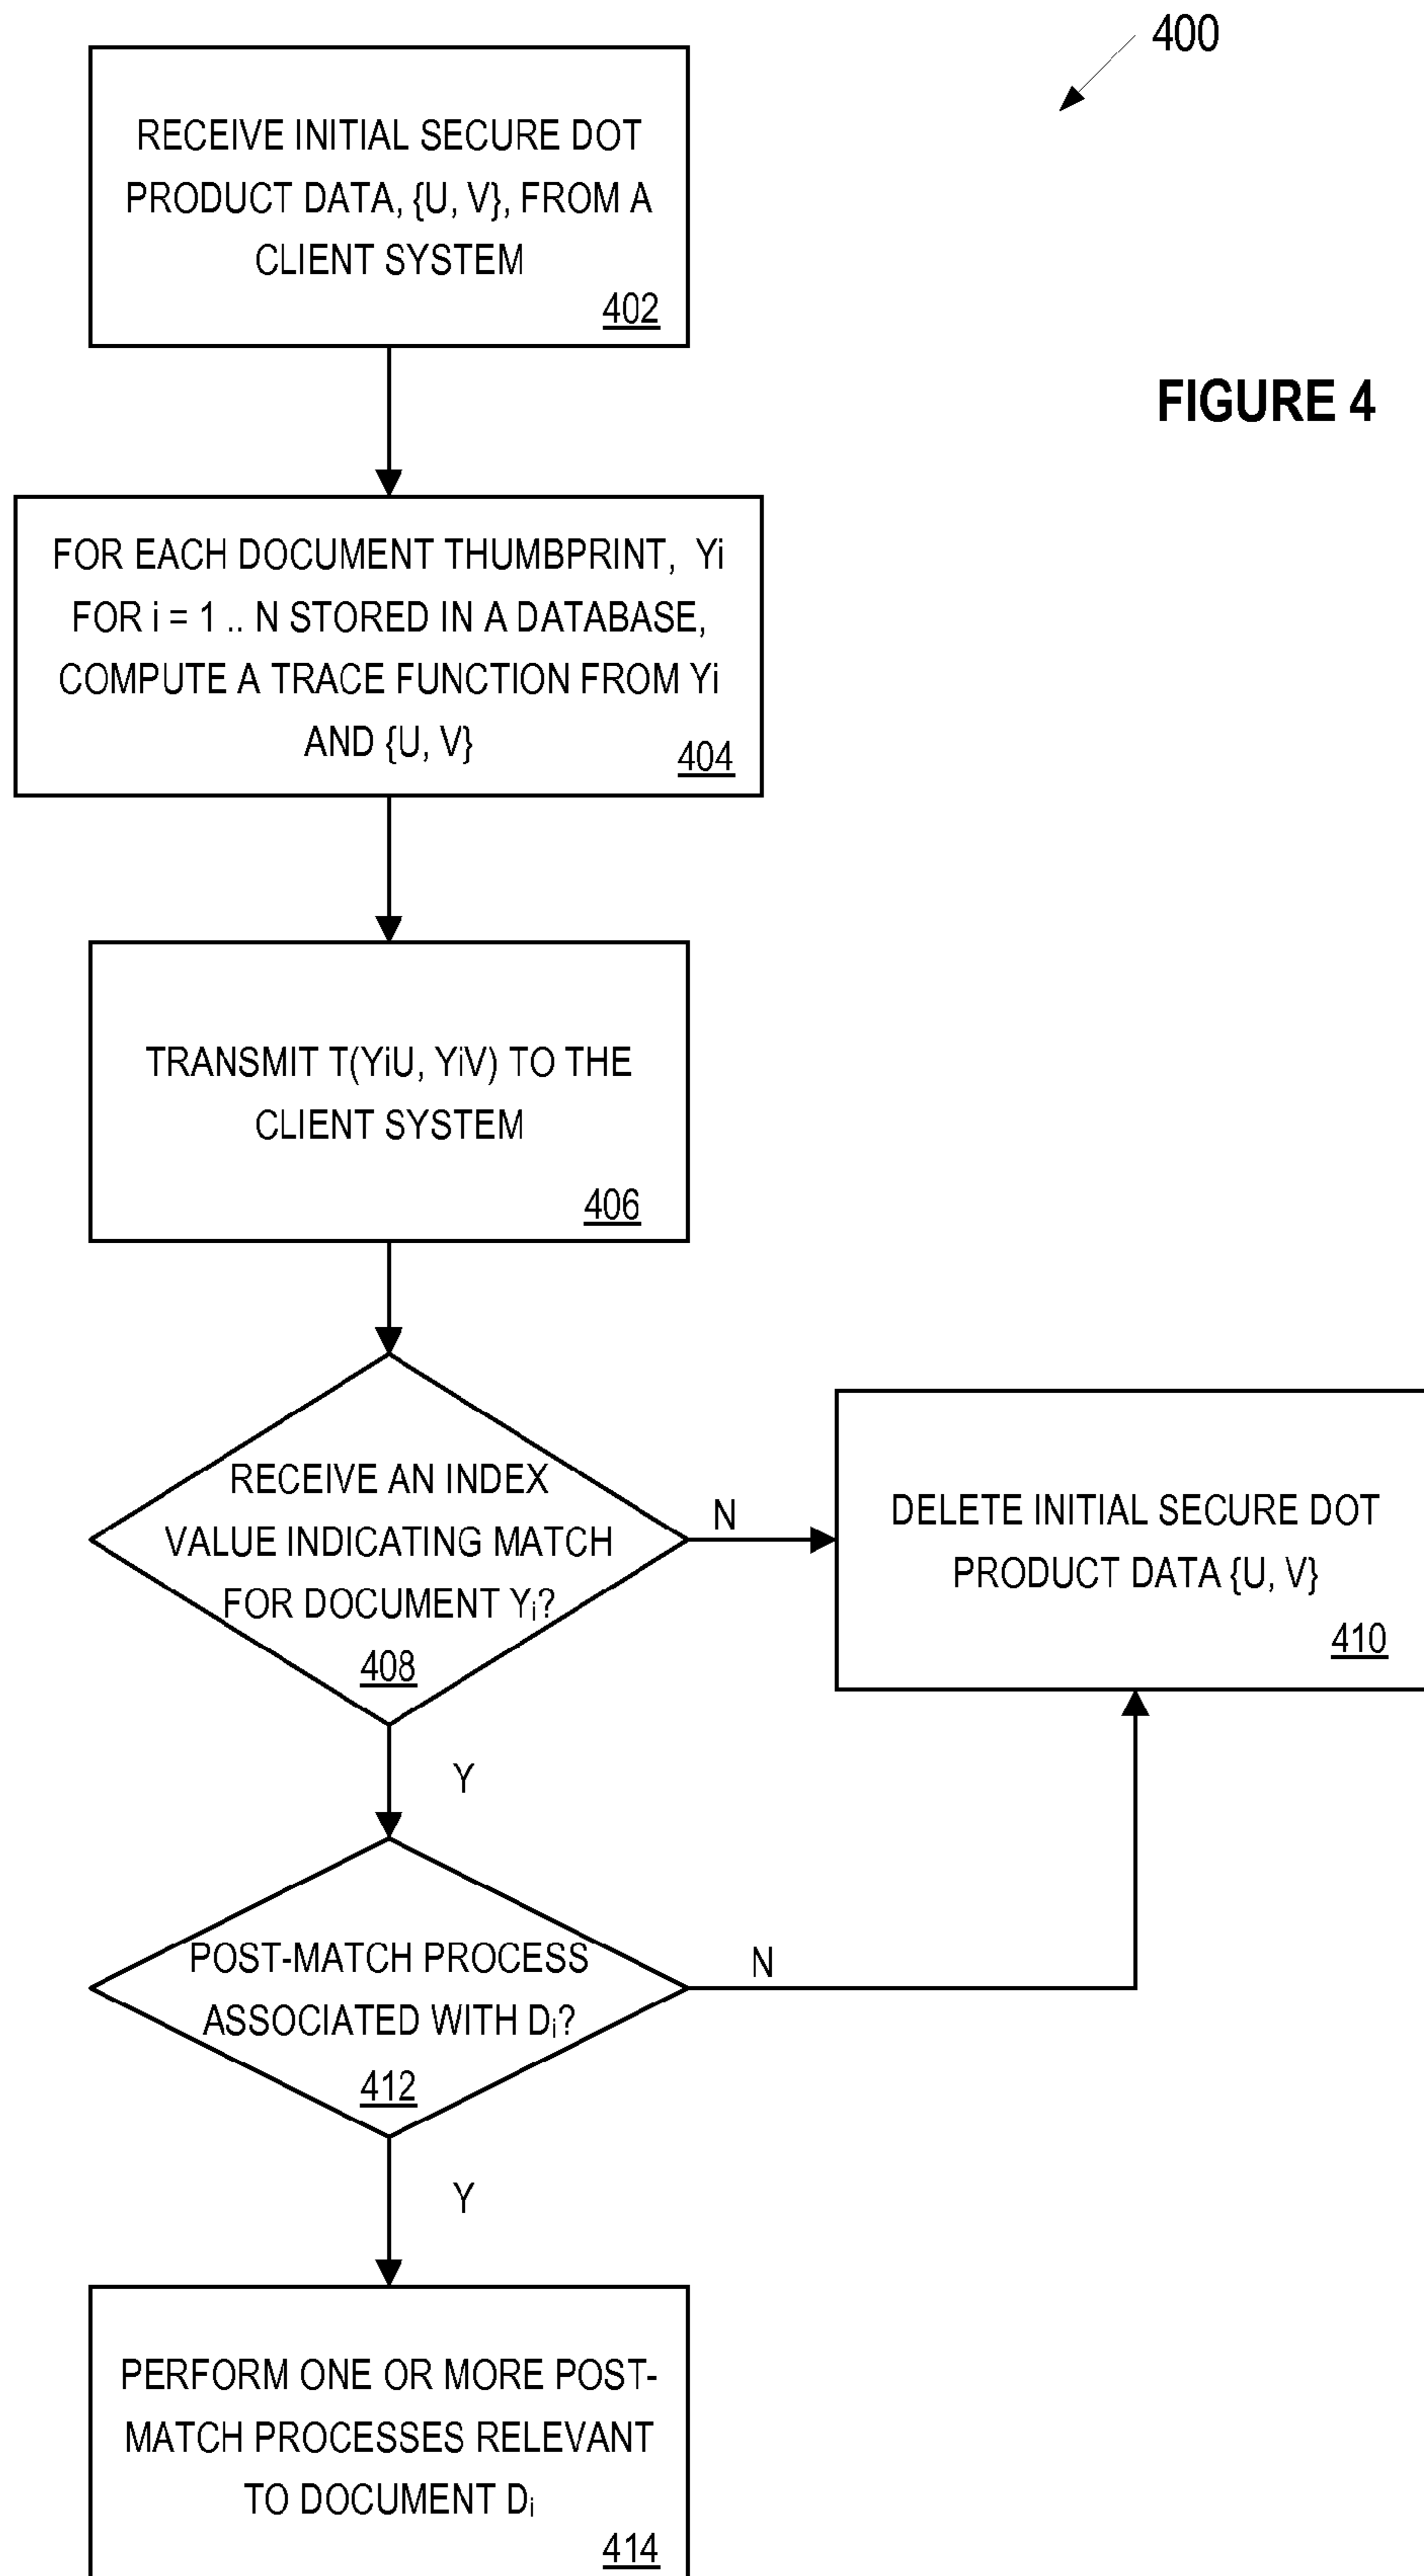 400
RECEIVE INITIAL SECURE DOT
PRODUCT DATA, {U, V}, FROM A
CLIENT SYSTEM
402
FIGURE 4
FOR EACH DOCUMENT THUMBPRINT, Yi
FOR i = 1 .. N STORED IN A DATABASE,
COMPUTE A TRACE FUNCTION FROM Yi
AND {U, V}
404
TRANSMIT T(YiU, YiV) TO THE
CLIENT SYSTEM
406
RECEIVE AN INDEX
VALUE INDICATING MATCH
FOR DOCUMENT Yi?
408
N
DELETE INITIAL SECURE DOT
PRODUCT DATA {U, V}
410
Y
POST-MATCH PROCESS
ASSOCIATED WITH Di?
412
N
Y
PERFORM ONE OR MORE POST-
MATCH PROCESSES RELEVANT
TO DOCUMENT Di
414